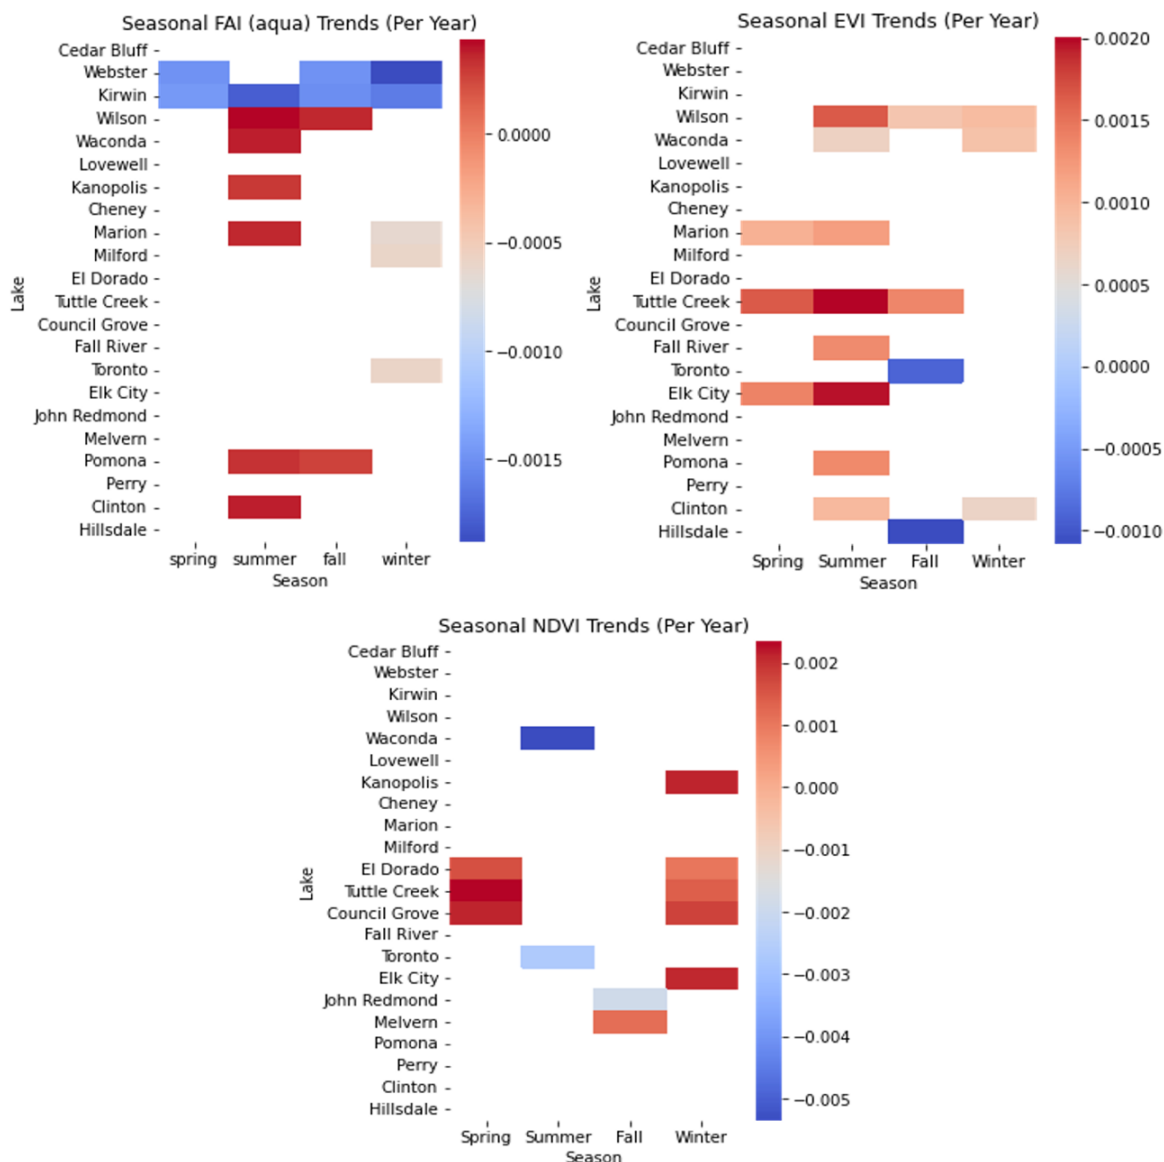 Seasonal FAI (aqua) Trends (Per Year)
Cedar Bluff
Webster
Kirwin
Wilson
Waconda
Lovewell
Kanopolis
Cheney
Marion
Milford
El Dorado
Tuttle Creek
Council Grove
Fall River
Toronto
Elk City
John Redmond
Melvern
Pomona
Perry
Clinton
Hillsdale
Lake
spring summer fall winter
Season
0.0000
−0.0005
−0.0010
−0.0015
Seasonal EVI Trends (Per Year)
Cedar Bluff
Webster
Kirwin
Wilson
Waconda
Lovewell
Kanopolis
Cheney
Marion
Milford
El Dorado
Tuttle Creek
Council Grove
Fall River
Toronto
Elk City
John Redmond
Melvern
Pomona
Perry
Clinton
Hillsdale
Lake
Spring Summer Fall Winter
Season
0.0020
0.0015
0.0010
0.0005
0.0000
−0.0005
−0.0010
Seasonal NDVI Trends (Per Year)
Cedar Bluff
Webster
Kirwin
Wilson
Waconda
Lovewell
Kanopolis
Cheney
Marion
Milford
El Dorado
Tuttle Creek
Council Grove
Fall River
Toronto
Elk City
John Redmond
Melvern
Pomona
Perry
Clinton
Hillsdale
Lake
Spring Summer Fall Winter
Season
0.002
0.001
0.000
−0.001
−0.002
−0.003
−0.004
−0.005